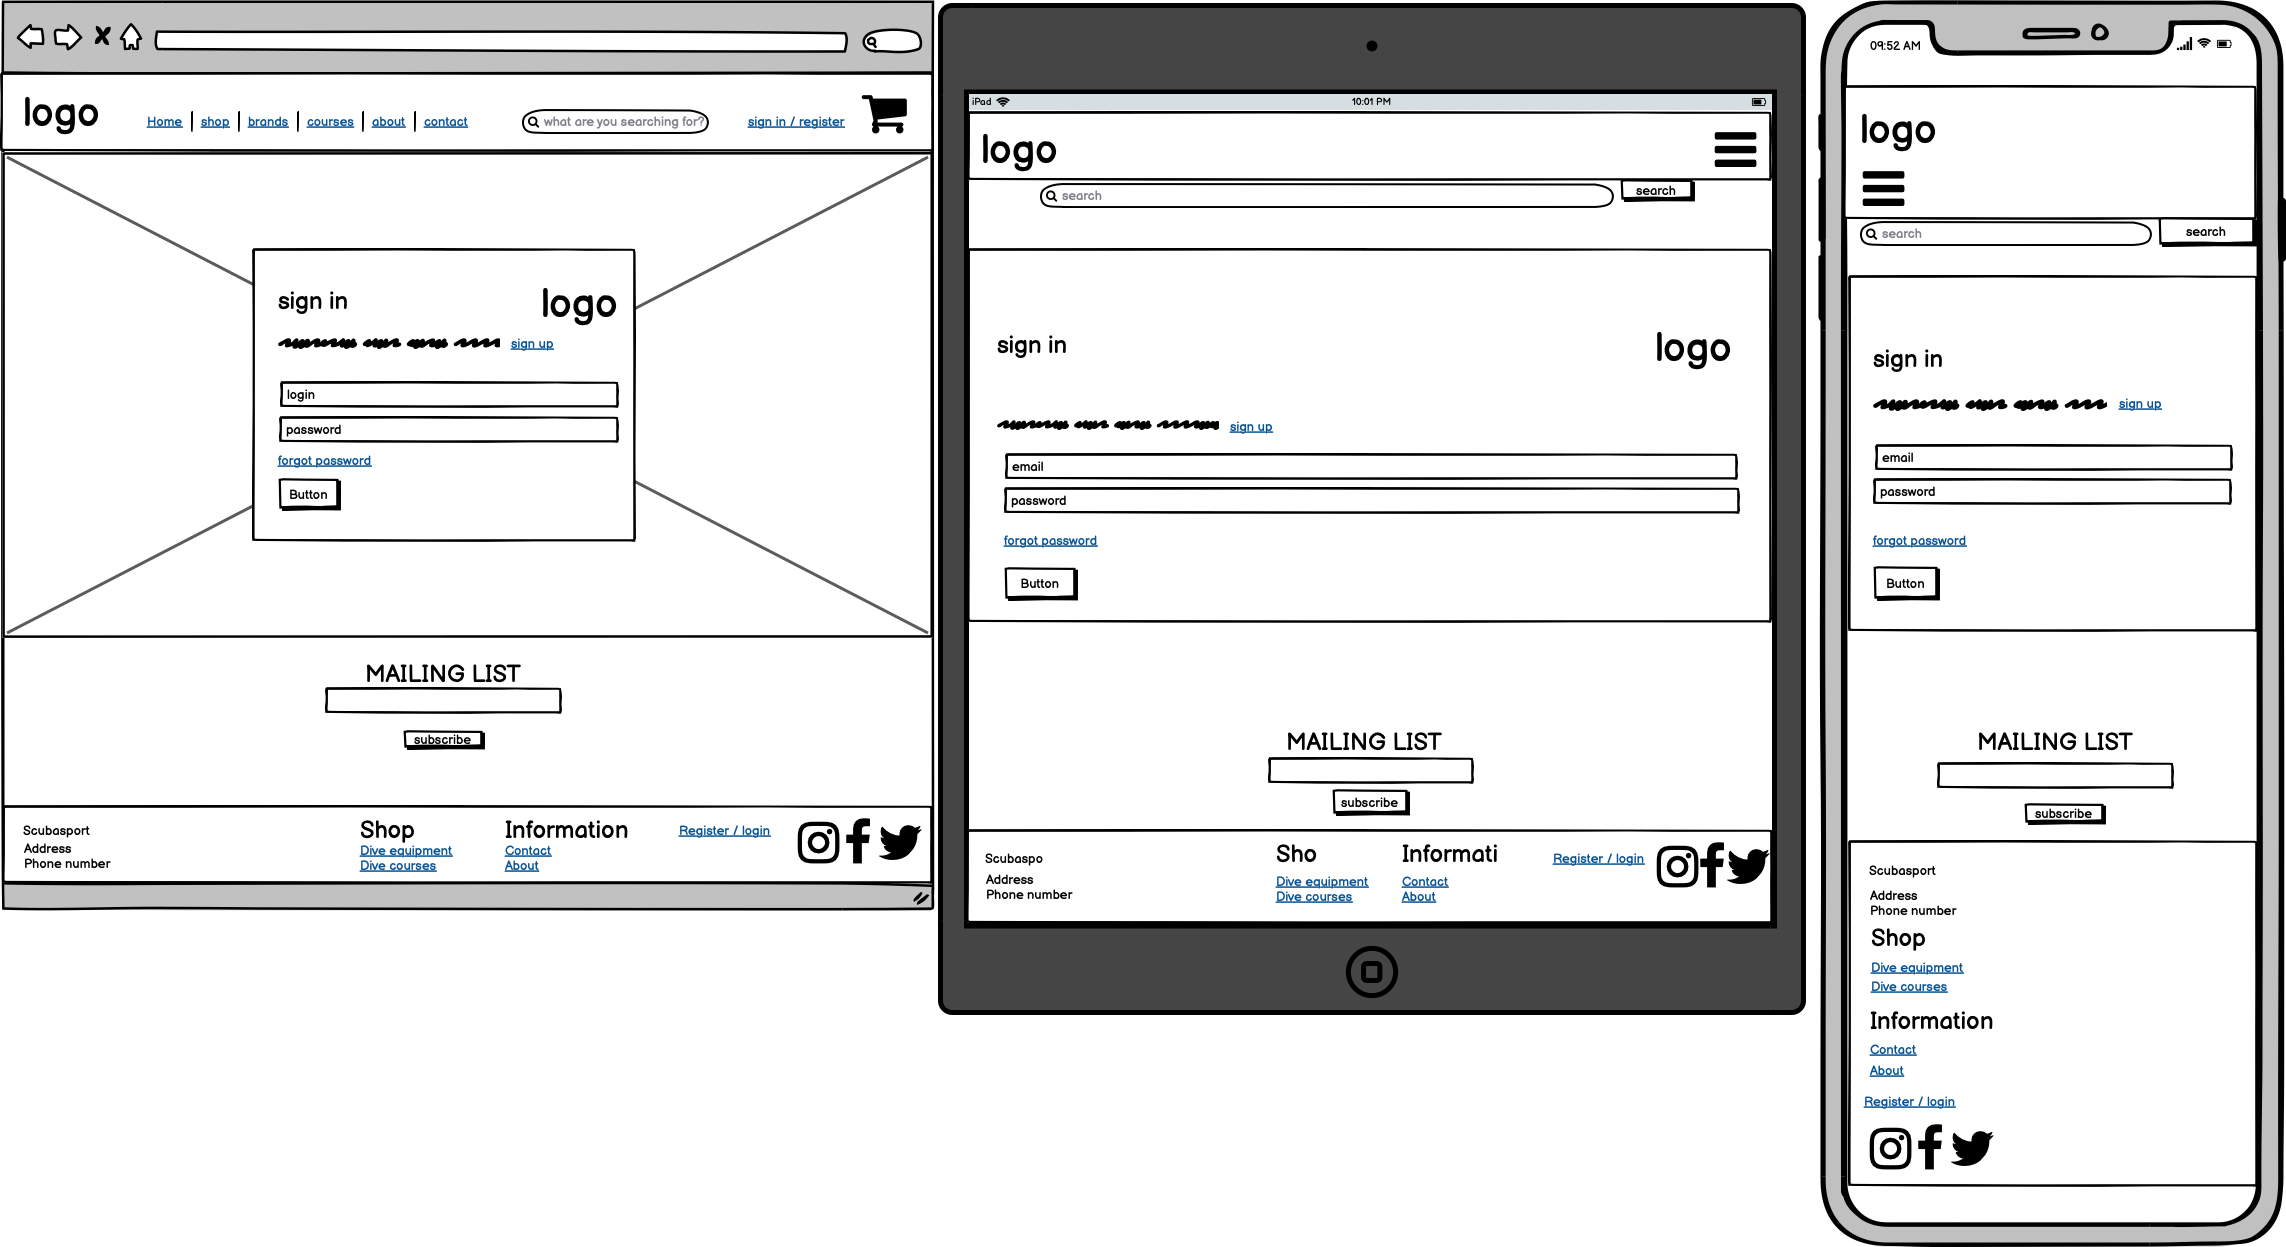 logo
Home shop brands courses about contact
what are you searching for?
sign in / register
sign in logo
sign up
login
password
forgot password
Button
MAILING LIST
subscribe
Scubasport
Address
Phone number
Shop
Dive equipment
Dive courses
Information
Contact
About
Register / login
iPad 10:01 PM
logo
search search
sign in logo
sign up
email
password
forgot password
Button
MAILING LIST
subscribe
Scubaspo
Address
Phone number
Sho
Dive equipment
Dive courses
Informati
Contact
About
Register / login
09:52 AM
logo
search search
sign in
sign up
email
password
forgot password
Button
MAILING LIST
subscribe
Scubasport
Address
Phone number
Shop
Dive equipment
Dive courses
Information
Contact
About
Register / login